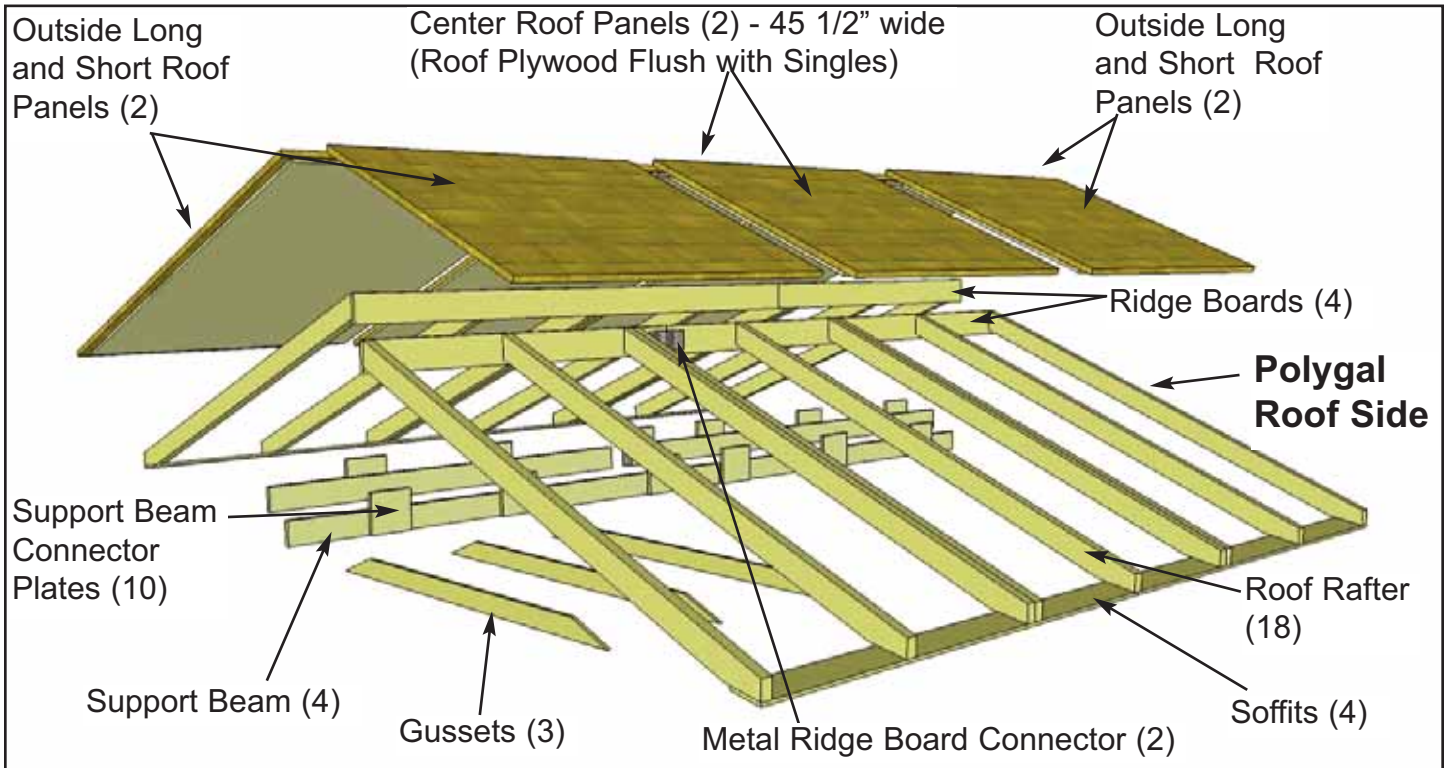 Outside Long
and Short Roof
Panels (2)
Center Roof Panels (2) - 45 1/2” wide
(Roof Plywood Flush with Singles)
Outside Long
and Short Roof
Panels (2)
Ridge Boards (4)
Polygal
Roof Side
Support Beam
Connector
Plates (10)
Roof Rafter
(18)
Support Beam (4)
Gussets (3)
Metal Ridge Board Connector (2)
Soffits (4)